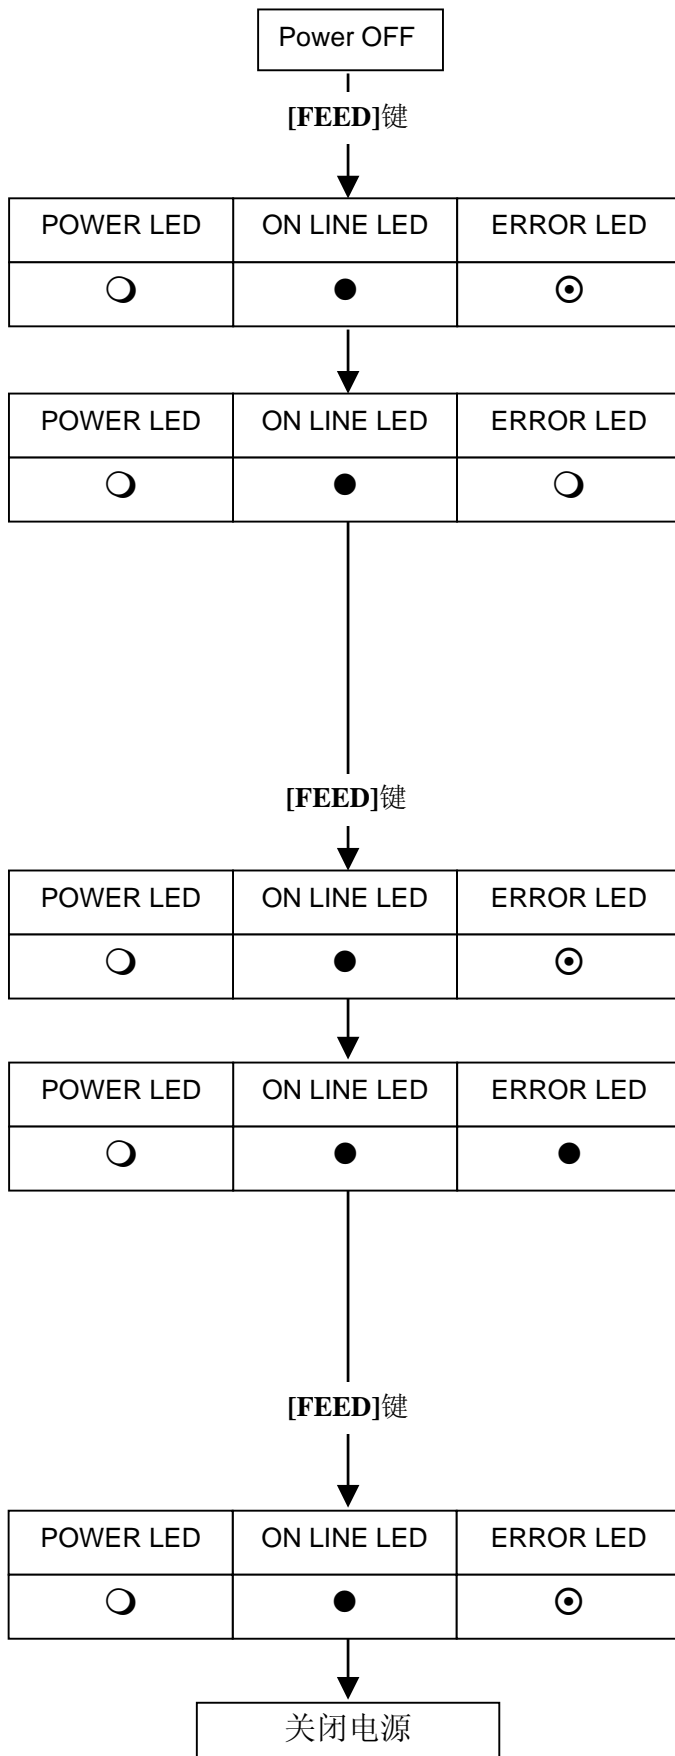 Power OFF
[FEED]键
POWER LED ON LINE LED ERROR LED
❍ ● ⊙
POWER LED ON LINE LED ERROR LED
❍ ● ❍
[FEED]键
POWER LED ON LINE LED ERROR LED
❍ ● ⊙
POWER LED ON LINE LED ERROR LED
❍ ● ●
[FEED]键
POWER LED ON LINE LED ERROR LED
❍ ● ⊙
关闭电源